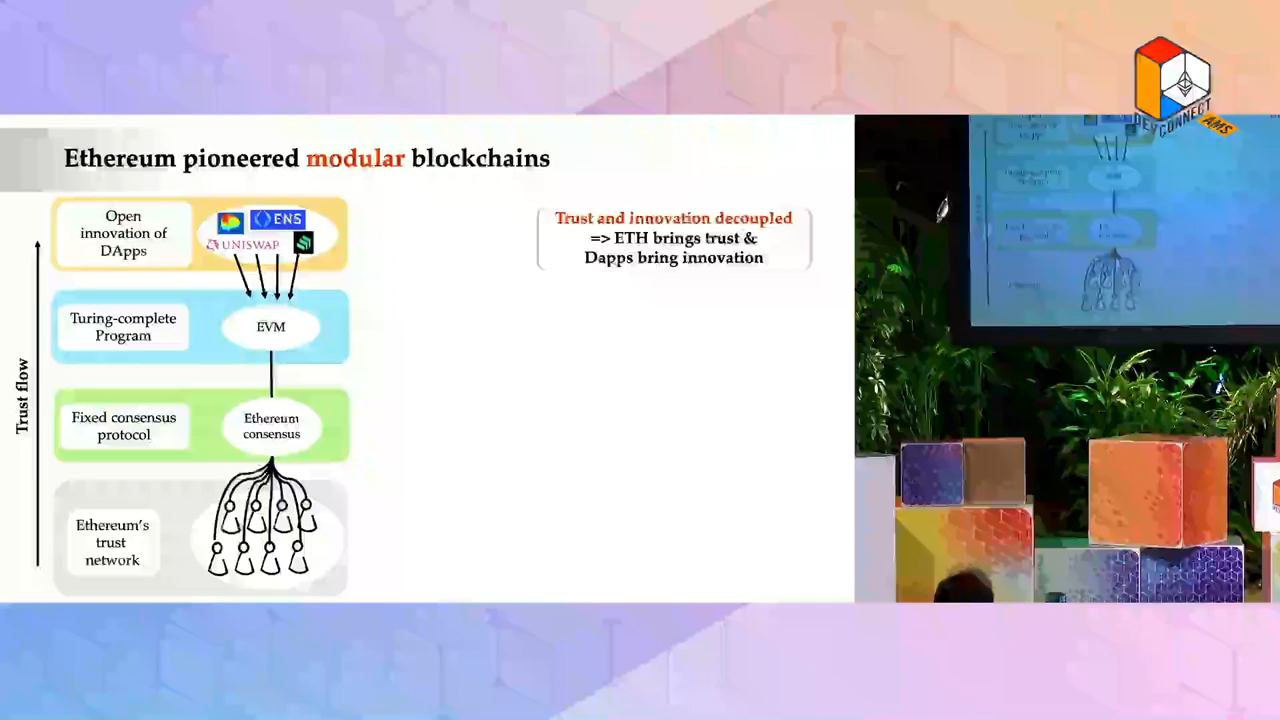 DEVCONNECT
AMS
Ethereum pioneered modular blockchains
Open
innovation of
DApps
ENS
UNISWAP
Trust and innovation decoupled
=> ETH brings trust &
Dapps bring innovation
Turing-complete
Program
EVM
Trust flow
Fixed consensus
protocol
Ethereum
consensus
Ethereum's
trust
network